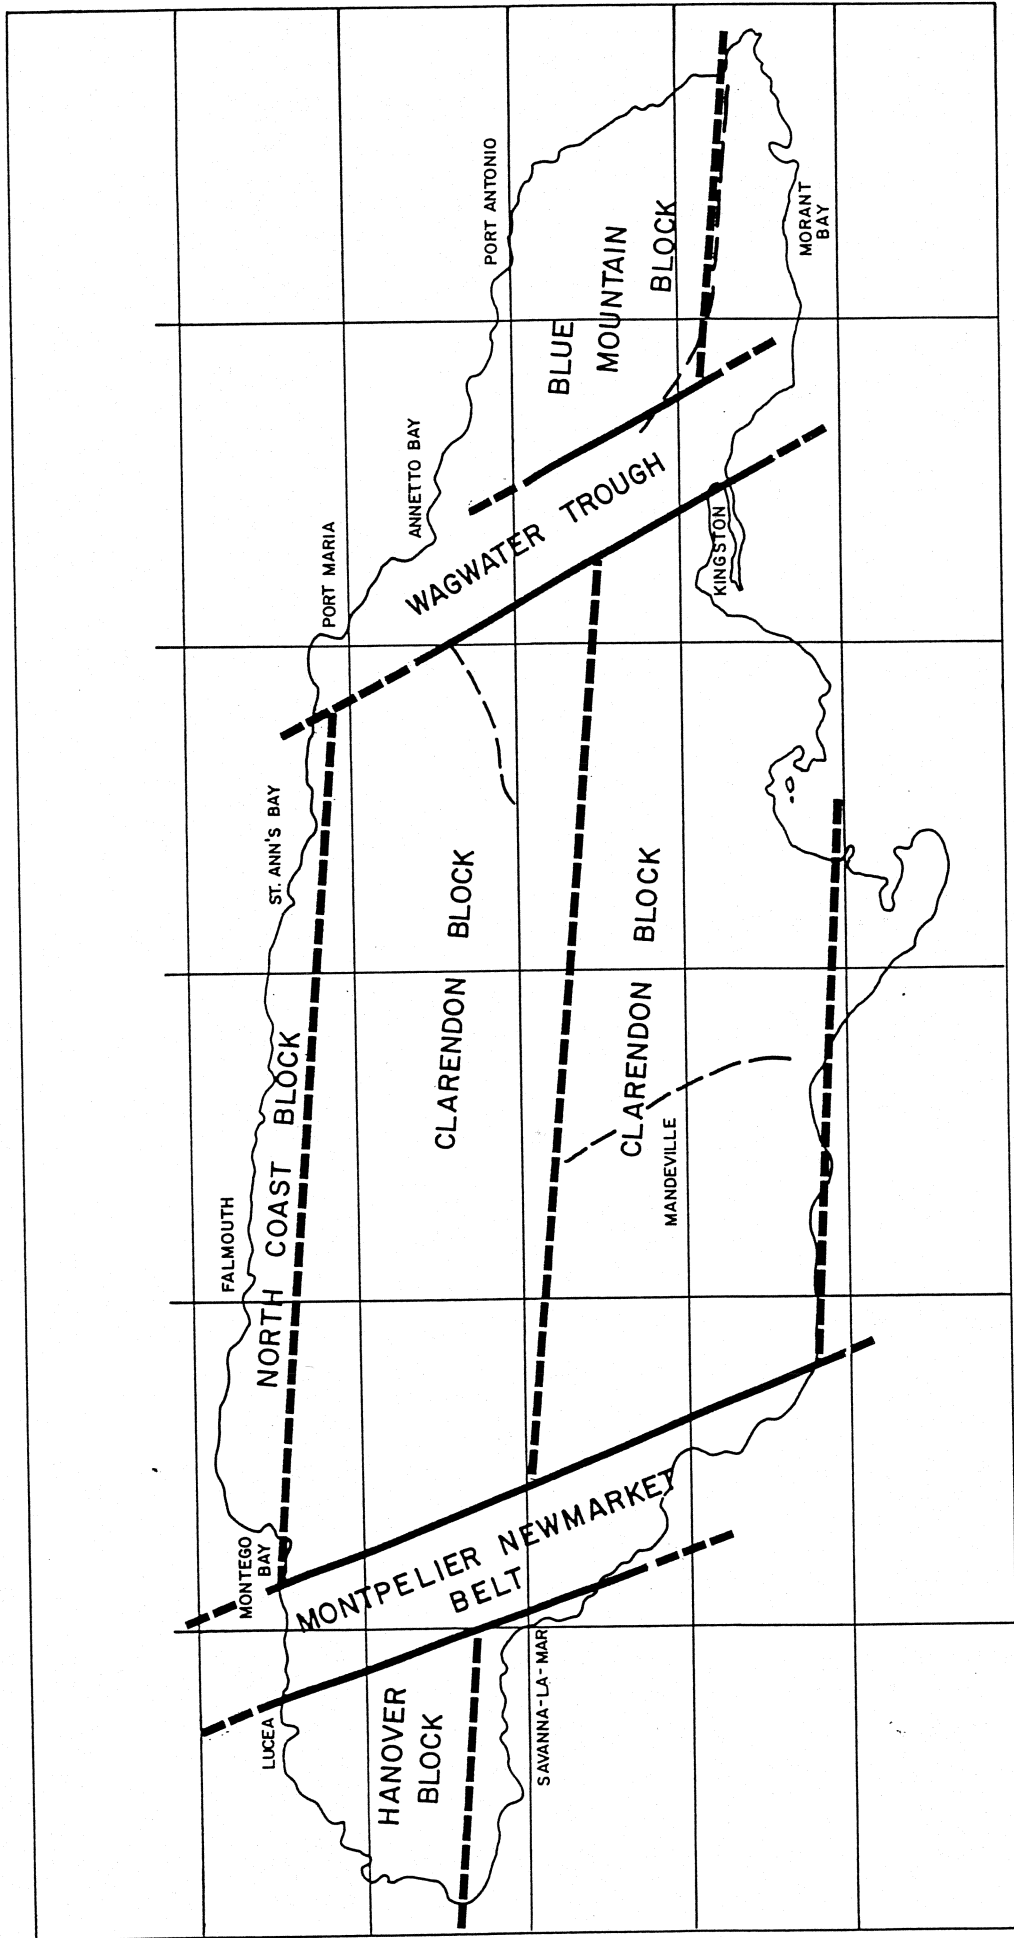 LUCEA
MONTEGO
BAY
FALMOUTH
ST. ANN'S BAY
PORT MARIA
ANNETTO BAY
PORT ANTONIO
NORTH COAST BLOCK
HANOVER
BLOCK
MONTPELIER NEWMARKET
BELT
CLARENDON BLOCK
CLARENDON BLOCK
WAGWATER TROUGH
BLUE
MOUNTAIN
BLOCK
SAVANNA-LA-MAR
MANDEVILLE
KINGSTON
MORANT
BAY